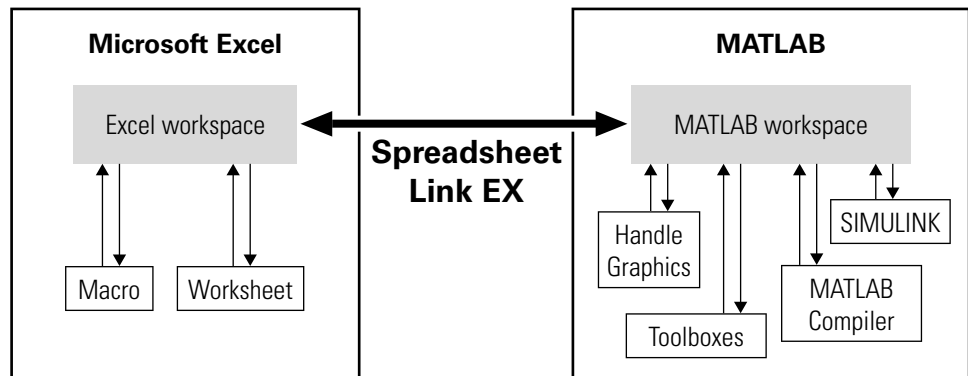 Microsoft Excel
Excel workspace
Macro
Worksheet
Spreadsheet
Link EX
MATLAB
MATLAB workspace
Handle
Graphics
Toolboxes
MATLAB
Compiler
SIMULINK